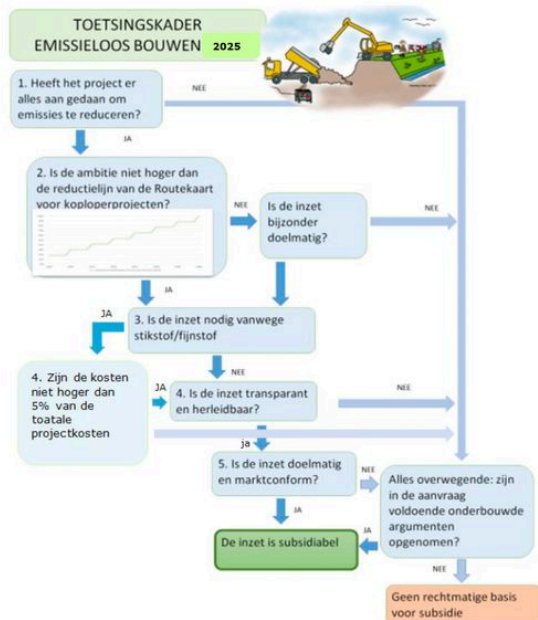 TOETSINGSKADER
EMISSIELOOS BOUWEN 2025
1. Heeft het project er
alles aan gedaan om
emissies te reduceren?
NEE
JA
2. Is de ambitie niet hoger dan
de reductielijn van de Routekaart
voor koploperprojecten?
NEE
Is de inzet
bijzonder
doelmatig?
NEE
JA
JA
3. Is de inzet nodig vanwege
stikstof/fijnstof
NEE
4. Zijn de kosten
niet hoger dan
5% van de
toatale
projectkosten
JA
4. Is de inzet transparant
en herleidbaar?
NEE
ja
5. Is de inzet doelmatig
en marktconform?
NEE
JA
Alles overwegende: zijn
in de aanvraag
voldoende onderbouwde
argumenten
opgenomen?
JA
De inzet is subsidiabel
NEE
Geen rechtmatige basis
voor subsidie